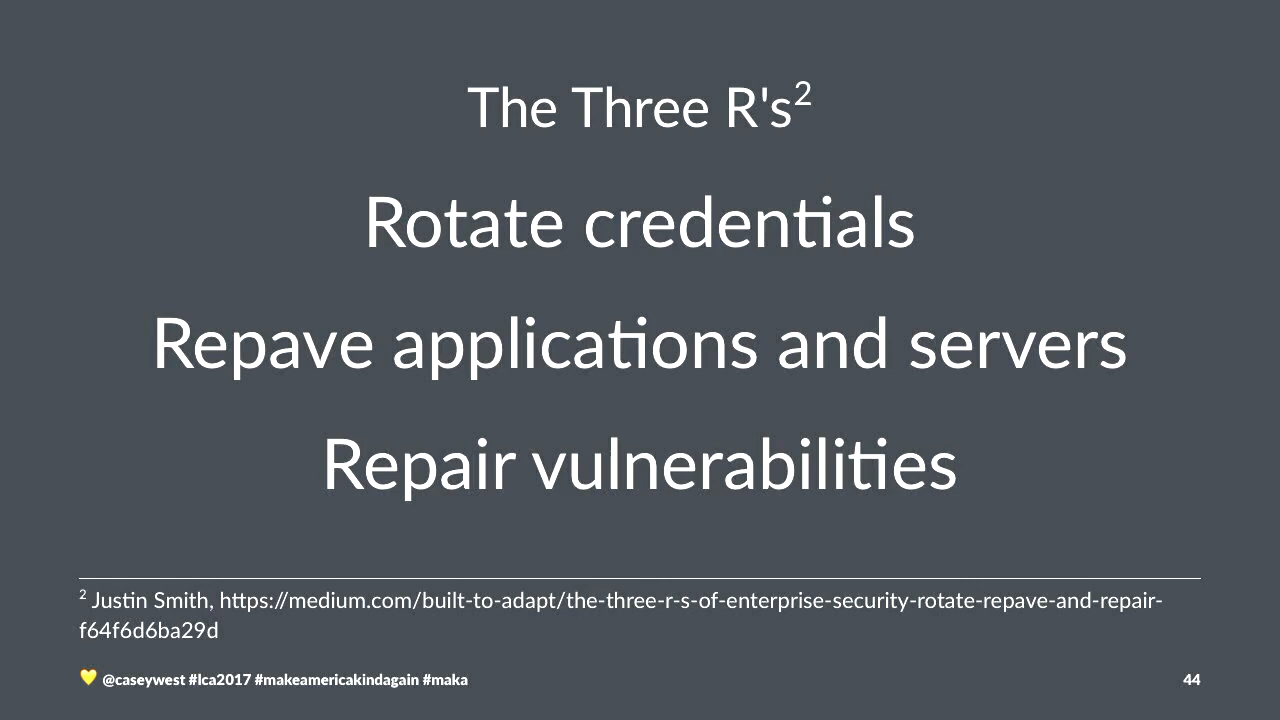 The Three R's²
Rotate credentials
Repave applications and servers
Repair vulnerabilities
² Justin Smith, https://medium.com/built-to-adapt/the-three-r-s-of-enterprise-security-rotate-repave-and-repair-
f64f6d6ba29d
💛 @caseywest #lca2017 #makeamericakindagain #maka
44